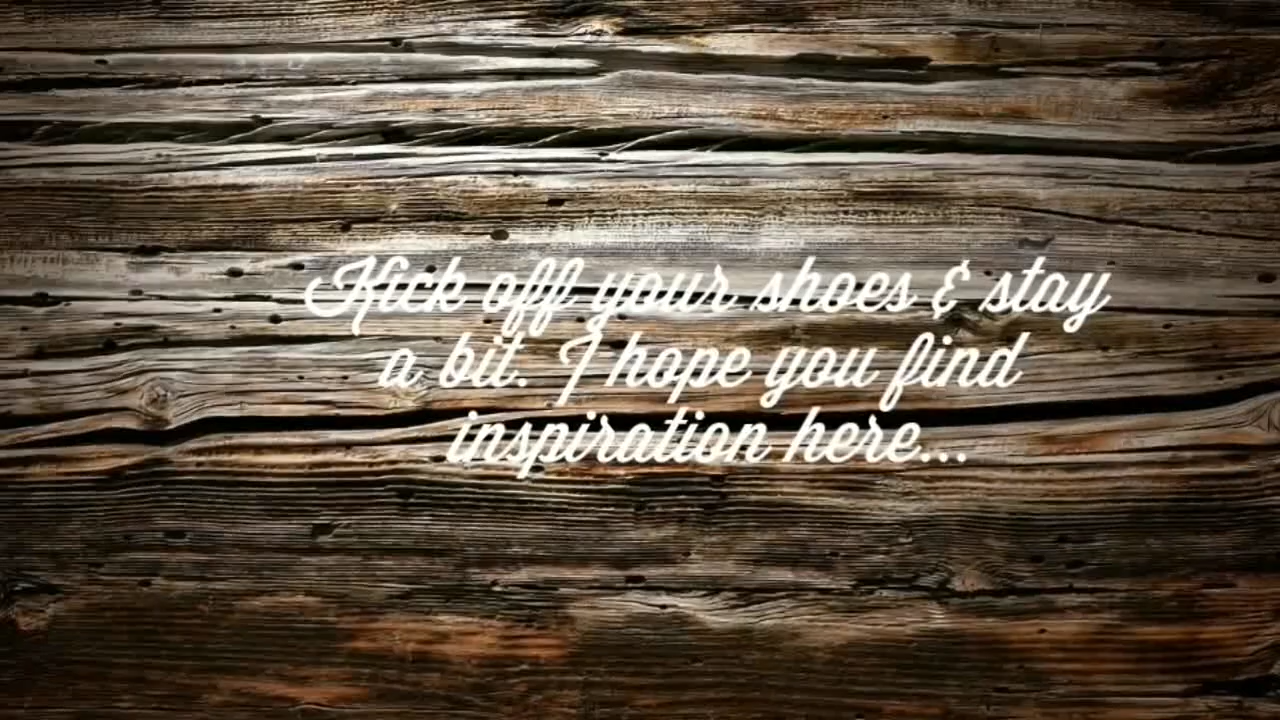 Kick off your shoes & stay
a bit. I hope you find
inspiration here...